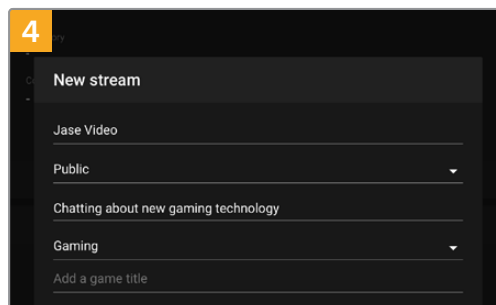 4
New stream
Jase Video
Public
Chatting about new gaming technology
Gaming
Add a game title